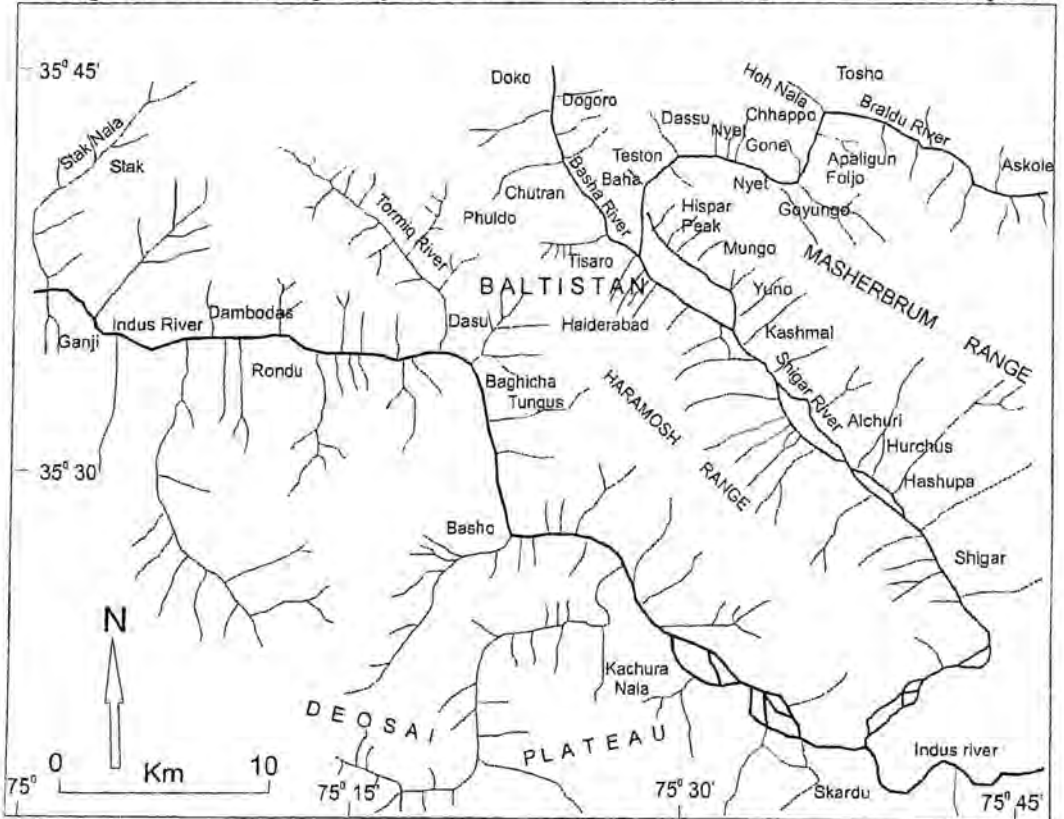 35° 45'
Doko
Dogoro
Hoh Nala
Tosho
Braldu River
Stak Nala
Stak
Dassu
Nyet
Chhappo
Gone
Teston
Baha
Basha River
Apaligun
Foljo
Askole
Chutran
Nyet
Goyungo
Tormiq River
Phuldo
Hispar
Peak
Mungo
Tisaro
BALTISTAN
Yuno
MASHERBRUM
RANGE
Indus River
Dambodas
Ganji
Dasu
Haiderabad
Kashmal
Rondu
Baghicha
Tungus
HARAMOSH
RANGE
Shigar River
Alchuri
Hurchus
Hashupa
35° 30'
Basho
Shigar
N
Kachura
Nala
DEOSAI
PLATEAU
0
Km
10
Indus river
Skardu
75°
75° 15'
75° 30'
75° 45'